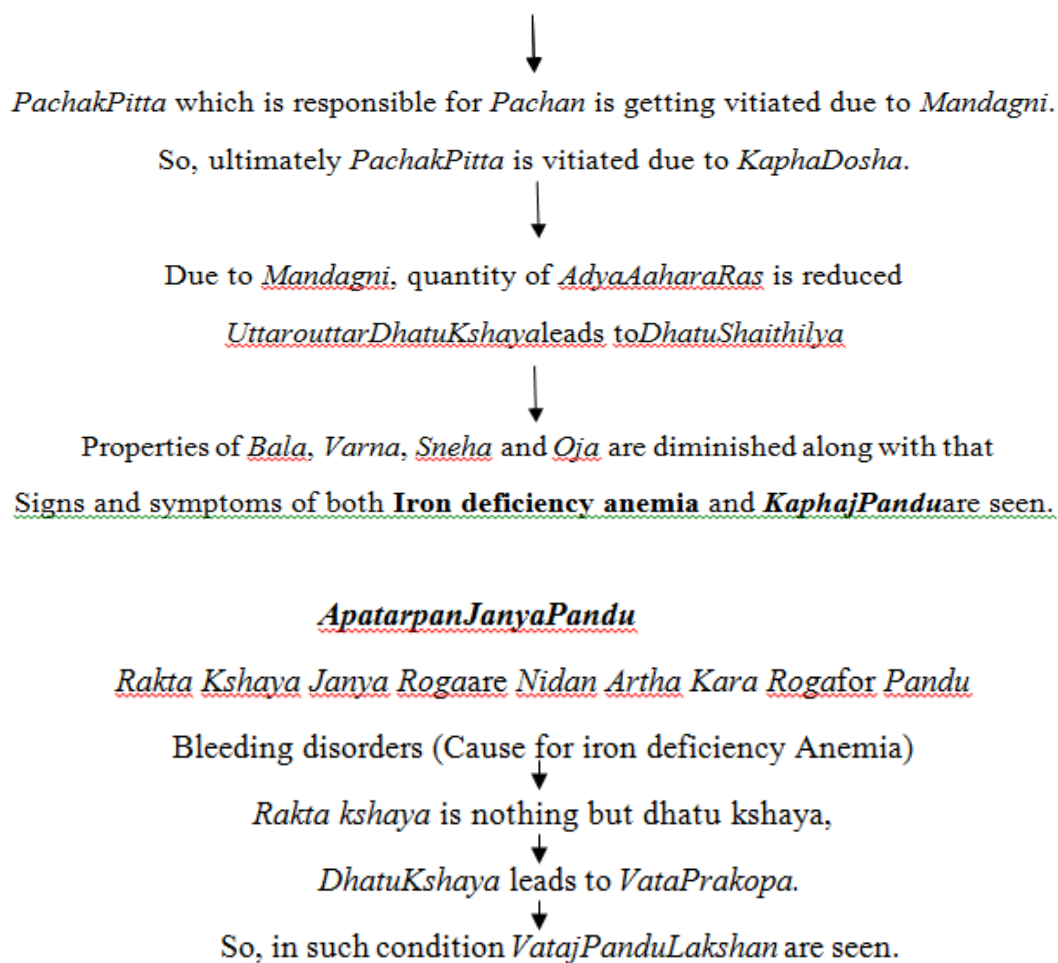 PachakPitta which is responsible for Pachan is getting vitiated due to Mandagni.
So, ultimately PachakPitta is vitiated due to KaphaDosha.
Due to Mandagni, quantity of AdyaAaharaRas is reduced
UttarouttarDhatuKshayaleads toDhatuShaithilya
Properties of Bala, Varna, Sneha and Oja are diminished along with that
Signs and symptoms of both Iron deficiency anemia and KaphajPanduare seen.
ApatarpanJanyaPandu
Rakta Kshaya Janya Rogaare Nidan Artha Kara Rogafor Pandu
Bleeding disorders (Cause for iron deficiency Anemia)
Rakta kshaya is nothing but dhatu kshaya,
DhatuKshaya leads to VataPrakopa.
So, in such condition VatajPanduLakshan are seen.